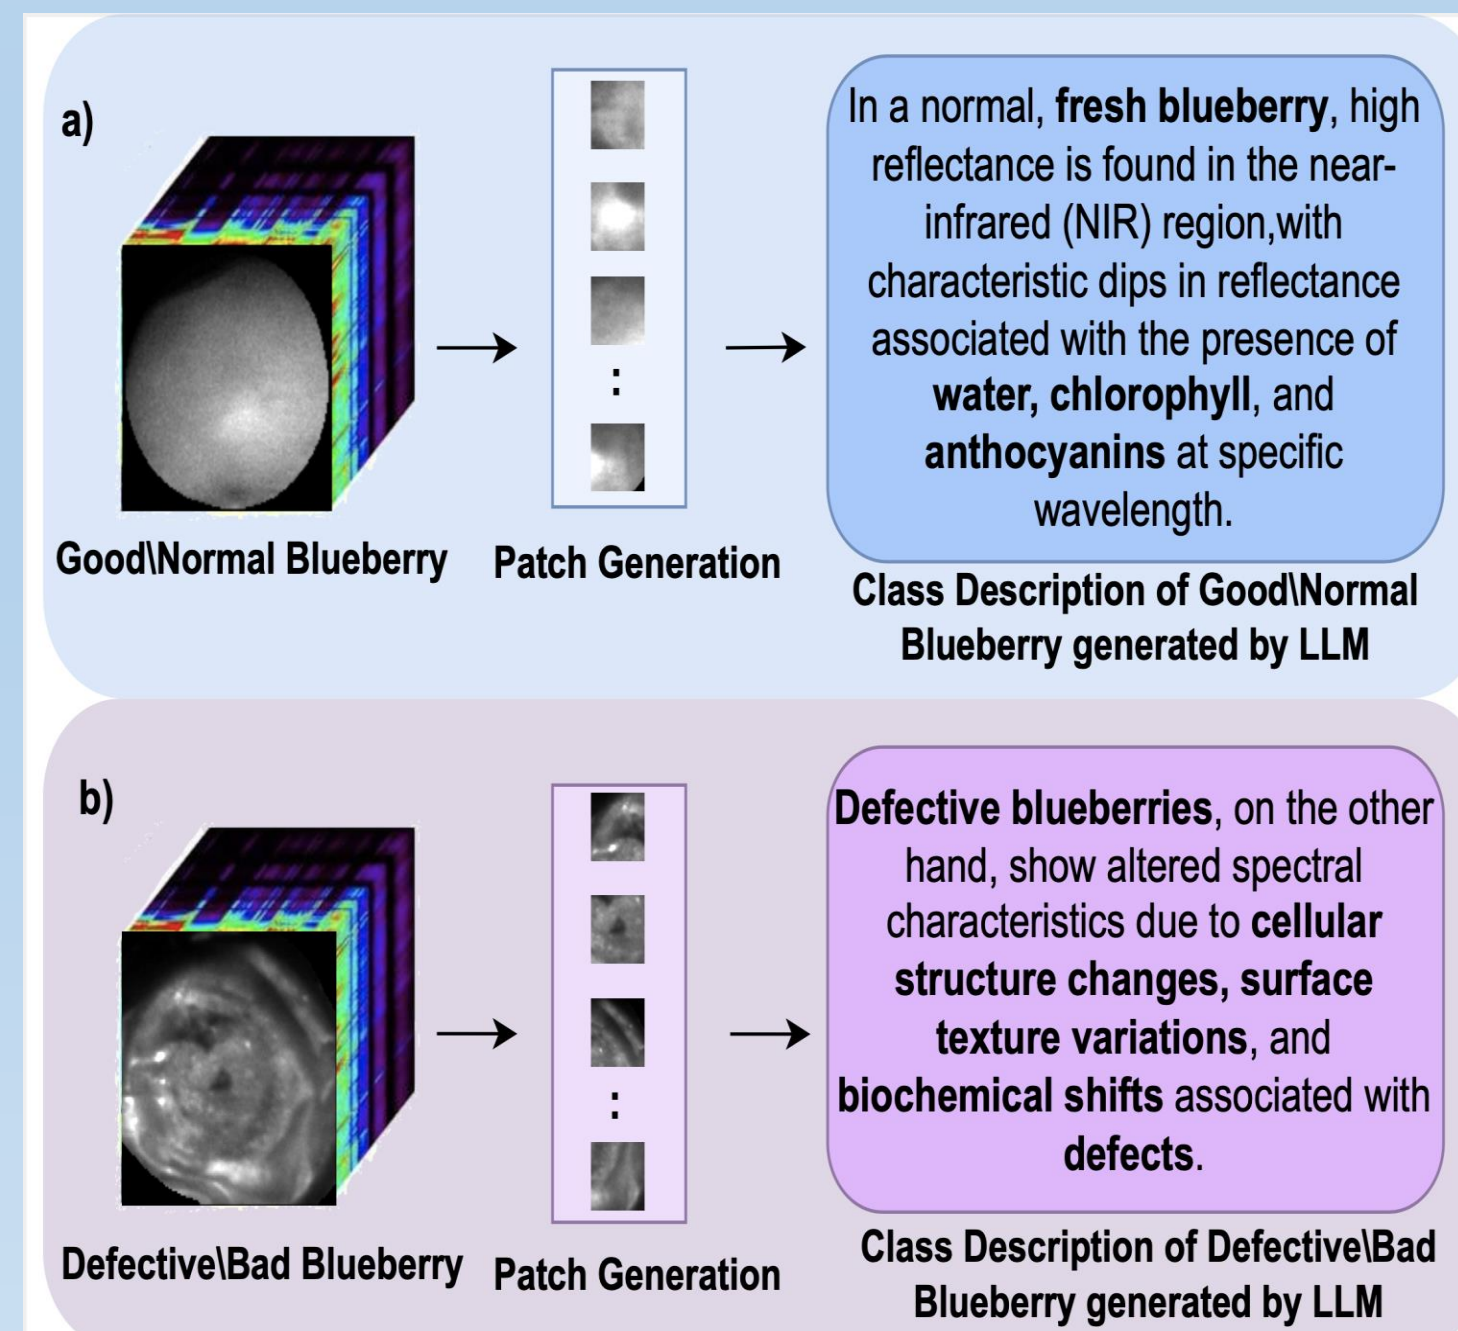 a)
In a normal, fresh blueberry, high
reflectance is found in the near-
infrared (NIR) region,with
characteristic dips in reflectance
associated with the presence of
water, chlorophyll, and
anthocyanins at specific
wavelength.
:
Good\Normal Blueberry
Patch Generation
Class Description of Good\Normal
Blueberry generated by LLM
b)
Defective blueberries, on the other
hand, show altered spectral
characteristics due to cellular
structure changes, surface
texture variations, and
biochemical shifts associated with
defects.
:
Defective\Bad Blueberry
Patch Generation
Class Description of Defective\Bad
Blueberry generated by LLM